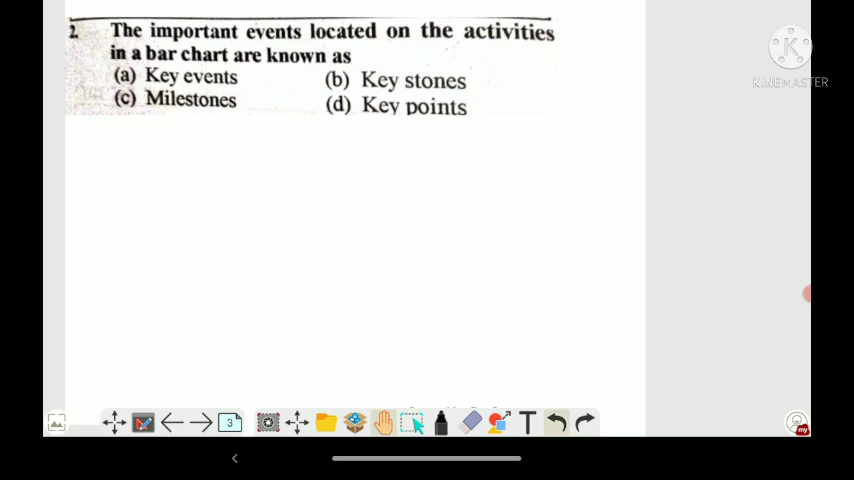 2. The important events located on the activities
in a bar chart are known as
(a) Key events (b) Key stones
(c) Milestones (d) Key points
KINEMASTER
3
T
my